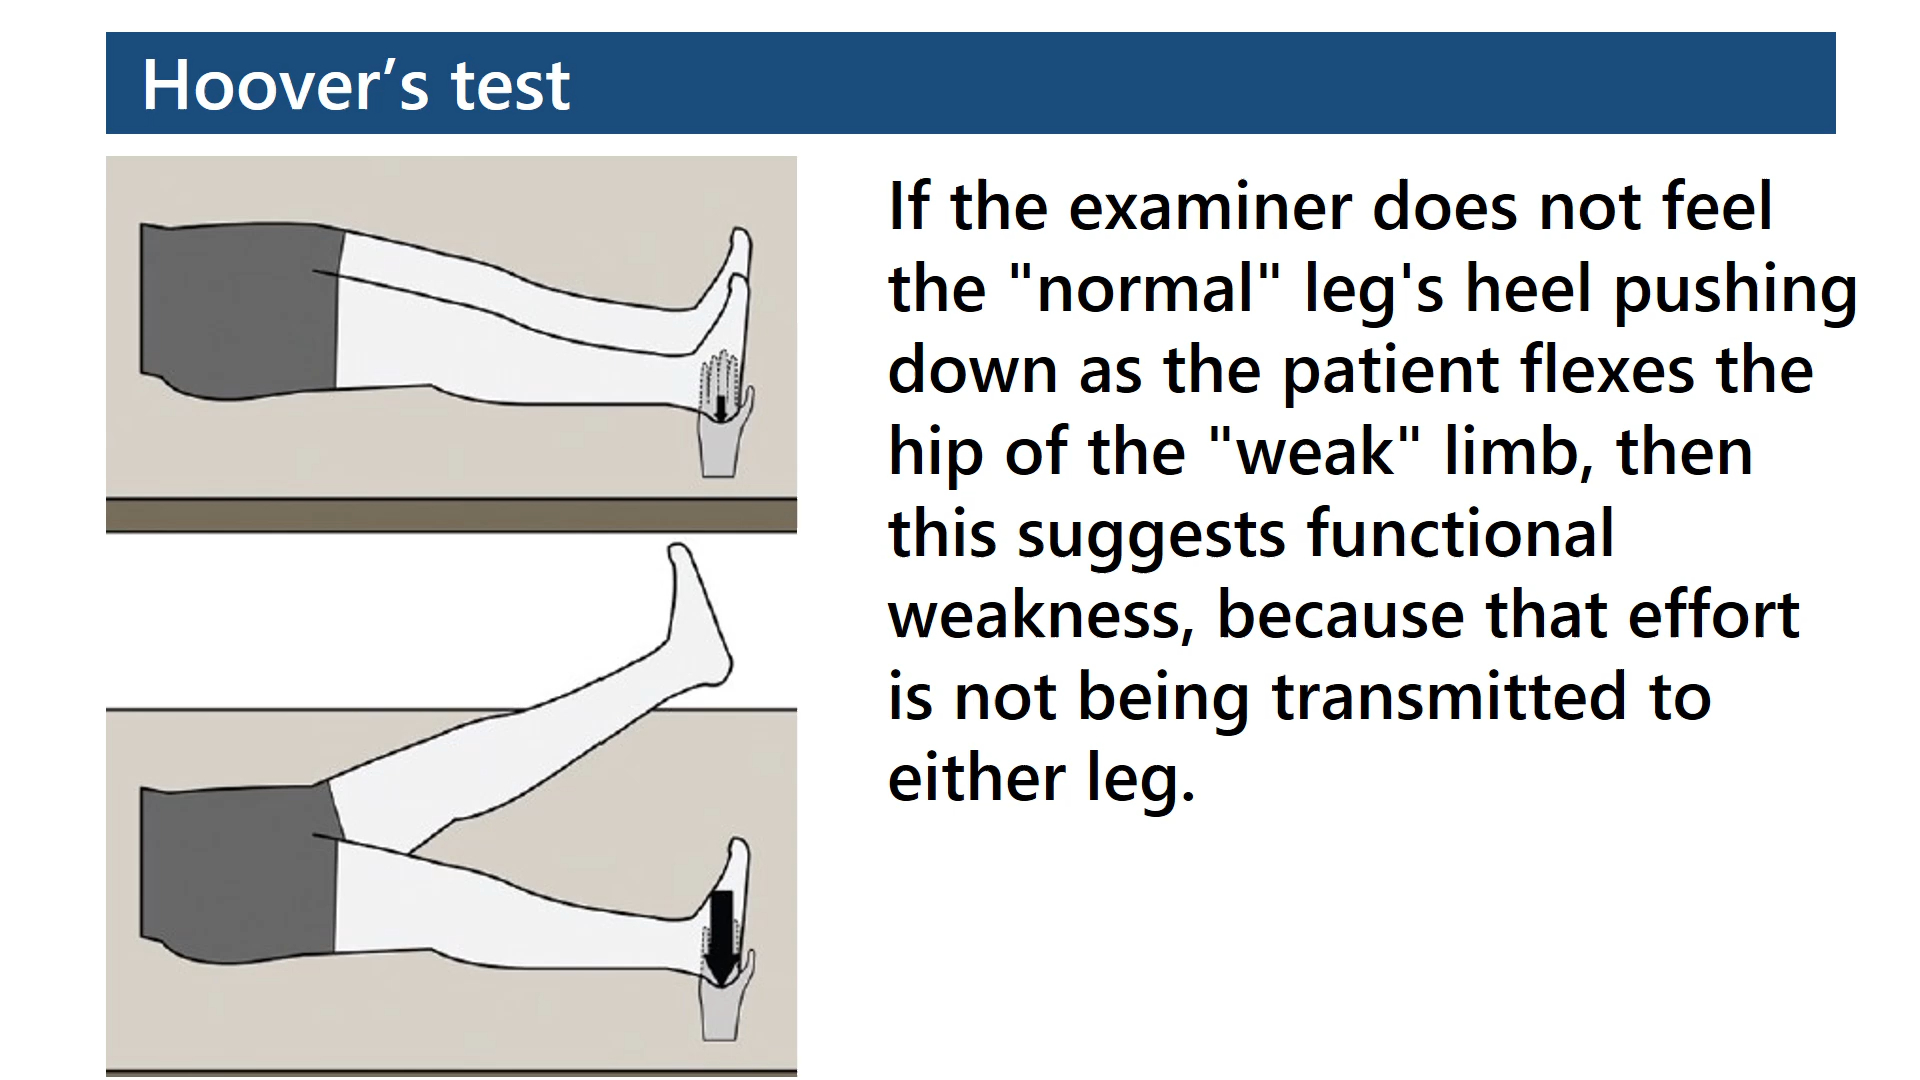 Hoover’s test
If the examiner does not feel
the "normal" leg's heel pushing
down as the patient flexes the
hip of the "weak" limb, then
this suggests functional
weakness, because that effort
is not being transmitted to
either leg.